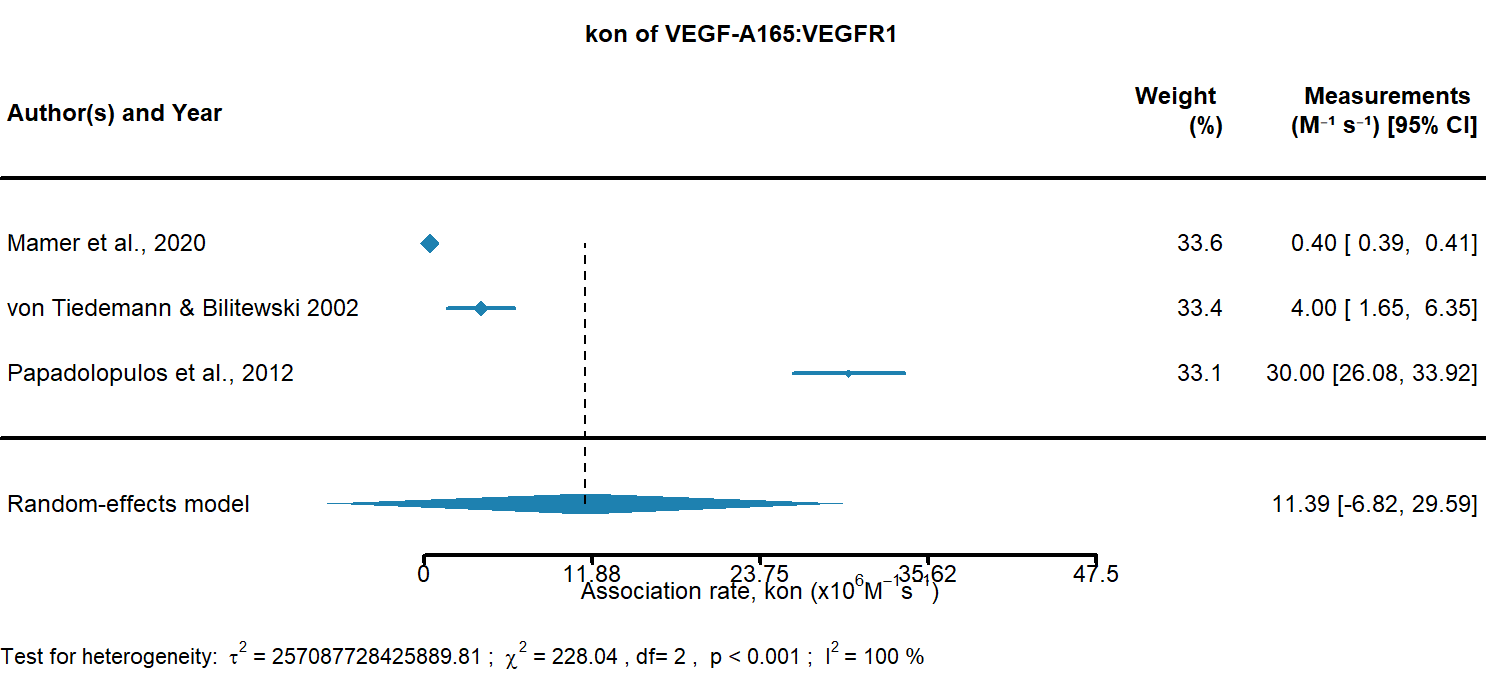 kon of VEGF-A165:VEGFR1
Author(s) and Year
Weight (%)
Measurements (M⁻¹ s⁻¹) [95% CI]
Mamer et al., 2020 33.6 0.40 [ 0.39, 0.41]
von Tiedemann & Bilitewski 2002 33.4 4.00 [ 1.65, 6.35]
Papadolopulos et al., 2012 33.1 30.00 [26.08, 33.92]
Random-effects model 11.39 [-6.82, 29.59]
0 11.88 23.75 35.62 47.5
Association rate, kon (x10⁶M⁻¹s⁻¹)
Test for heterogeneity: τ² = 257087728425889.81 ; χ² = 228.04 , df= 2 , p < 0.001 ; I² = 100 %